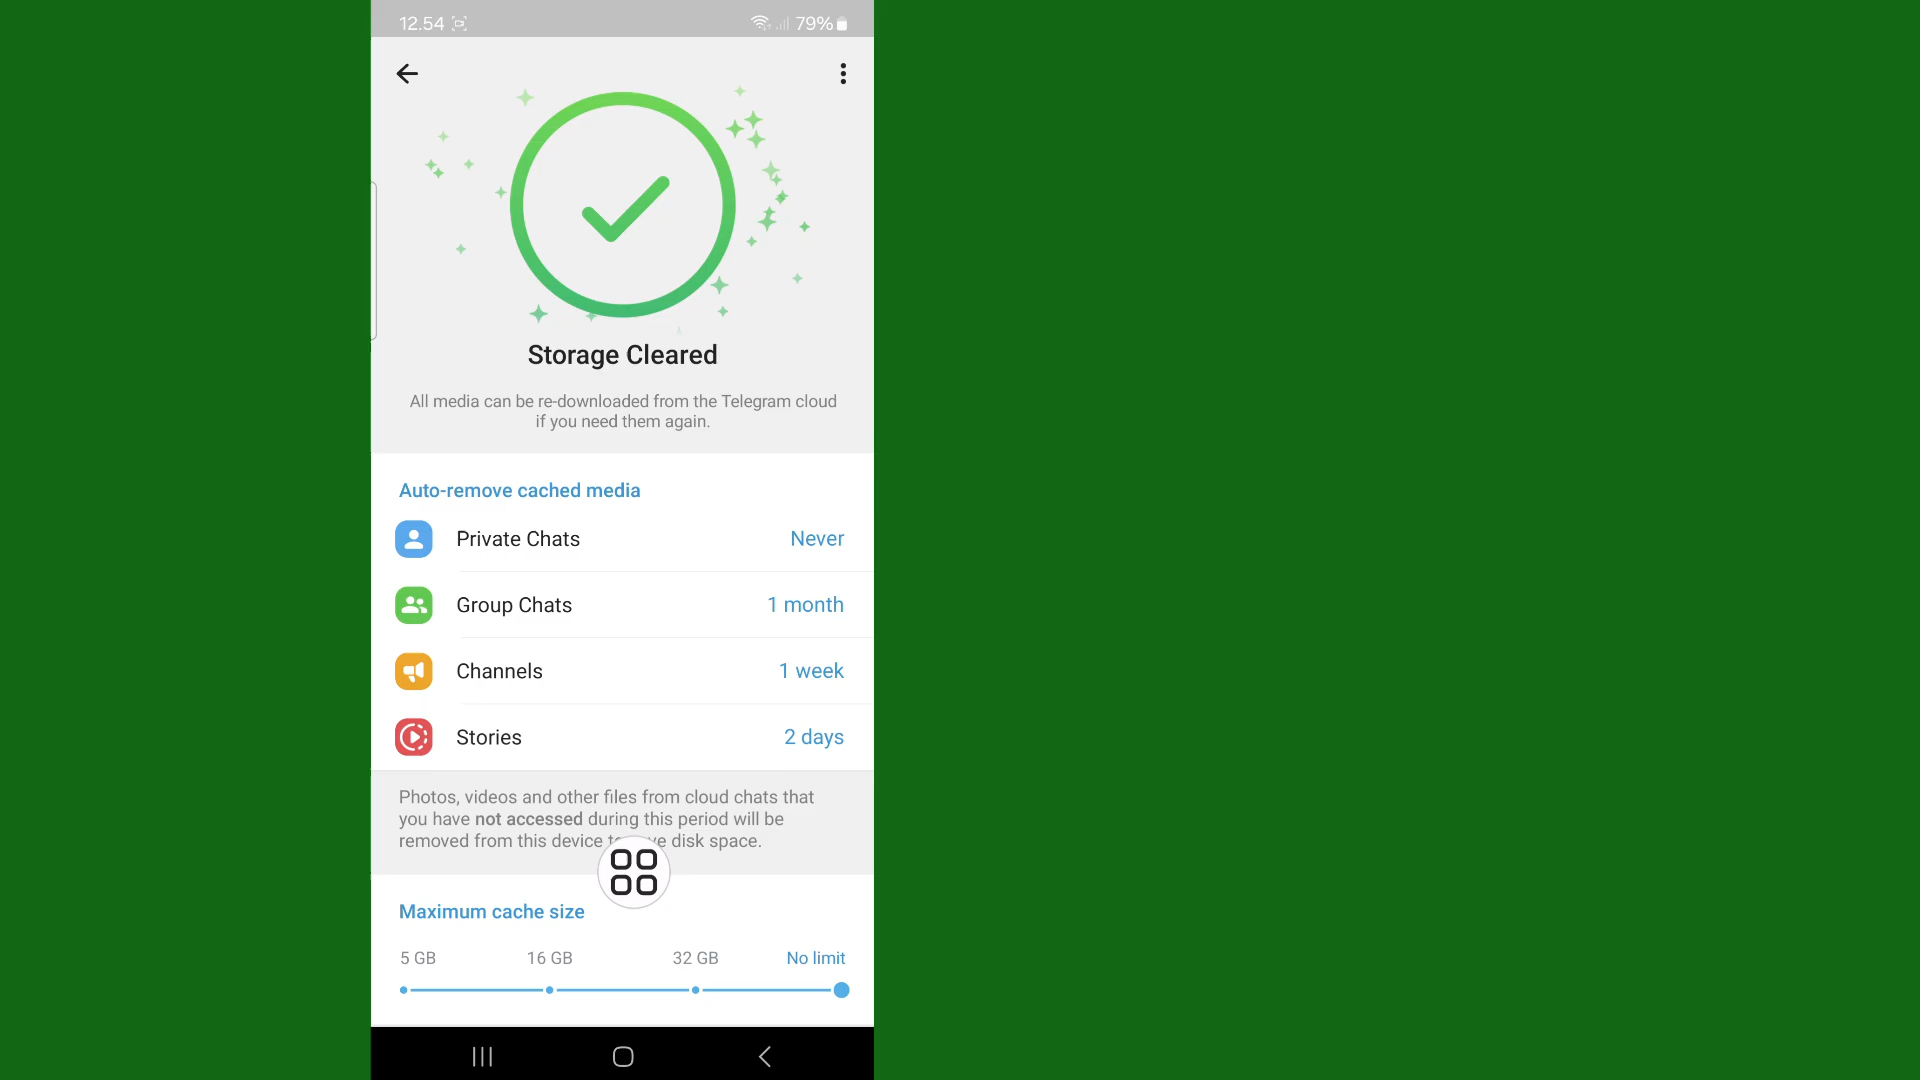 12.54
79%
Storage Cleared
All media can be re-downloaded from the Telegram cloud
if you need them again.
Auto-remove cached media
Private Chats Never
Group Chats 1 month
Channels 1 week
Stories 2 days
Photos, videos and other files from cloud chats that
you have not accessed during this period will be
removed from this device disk space.
Maximum cache size
5 GB 16 GB 32 GB No limit